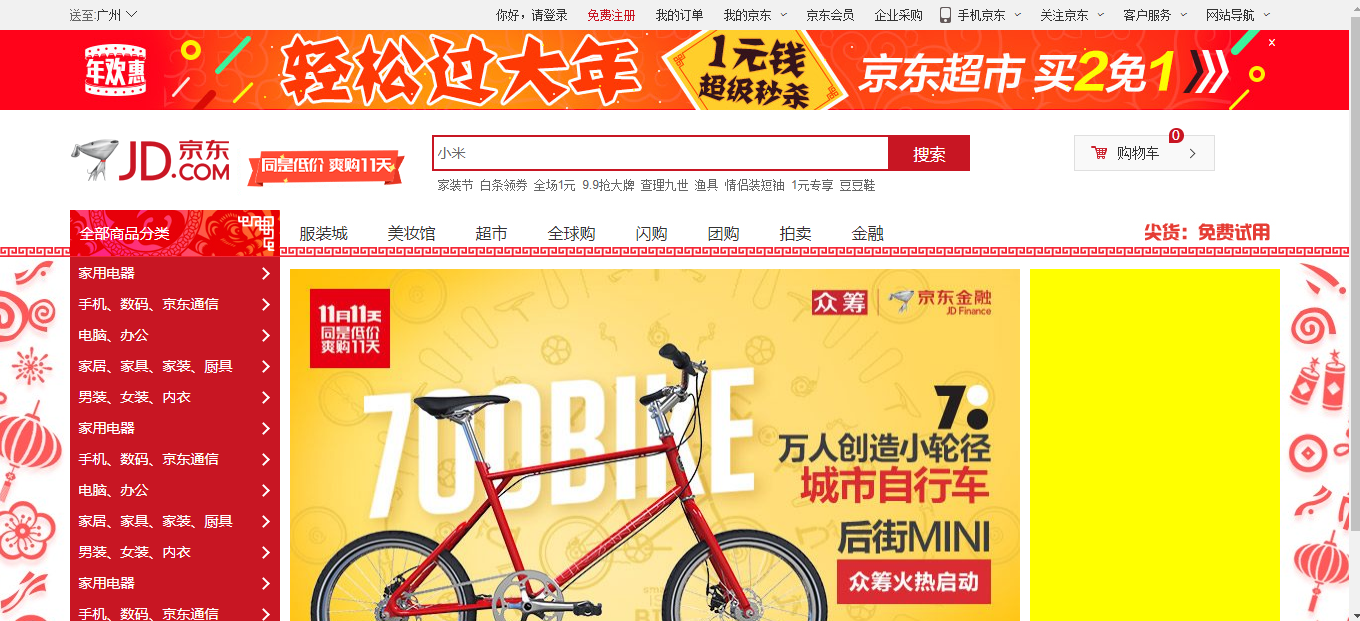 送至:广州
你好，请登录 免费注册 我的订单 我的京东 京东会员 企业采购 手机京东 关注京东 客户服务 网站导航
年欢惠
轻松过大年
1元钱
超级秒杀
京东超市 买2免1
x
JD.COM 京东
同是低价 爽购11天
小米
搜索
0
购物车
家装节 白条领券 全场1元 9.9抢大牌 查理九世 渔具 情侣装短袖 1元专享 豆豆鞋
全部商品分类
服装城 美妆馆 超市 全球购 闪购 团购 拍卖 金融
尖货：免费试用
家用电器
手机、数码、京东通信
电脑、办公
家居、家具、家装、厨具
男装、女装、内衣
家用电器
手机、数码、京东通信
电脑、办公
家居、家具、家装、厨具
男装、女装、内衣
家用电器
手机、数码、京东通信
11月11天
同是低价
爽购11天
众筹
京东金融
JD Finance
700BIKE
万人创造小轮径
城市自行车
后街MINI
众筹火热启动